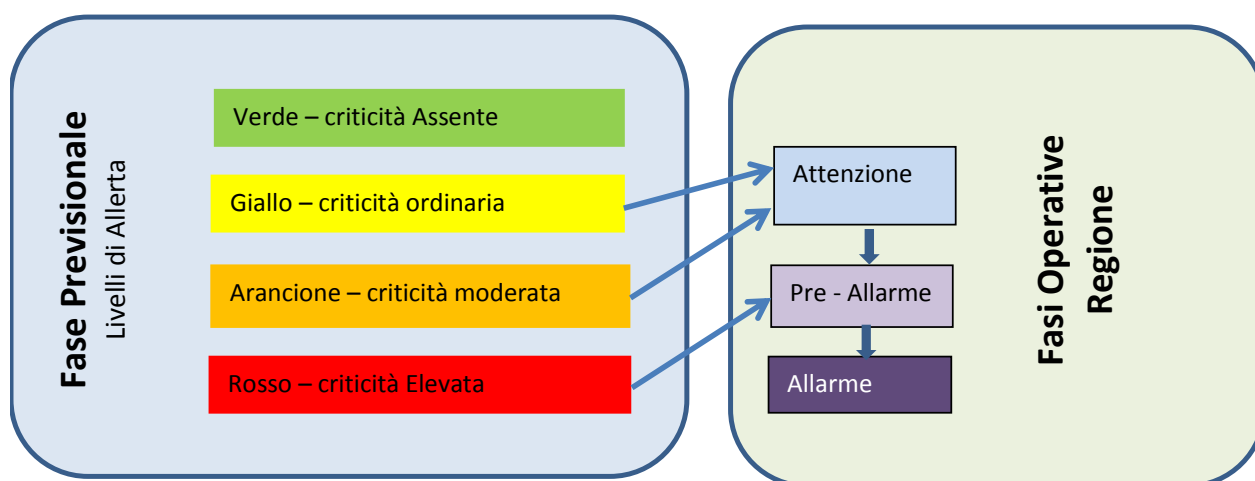 Fase Previsionale
Livelli di Allerta
Verde – criticità Assente
Giallo – criticità ordinaria
Arancione – criticità moderata
Rosso – criticità Elevata
Attenzione
Pre - Allarme
Allarme
Fasi Operative
Regione